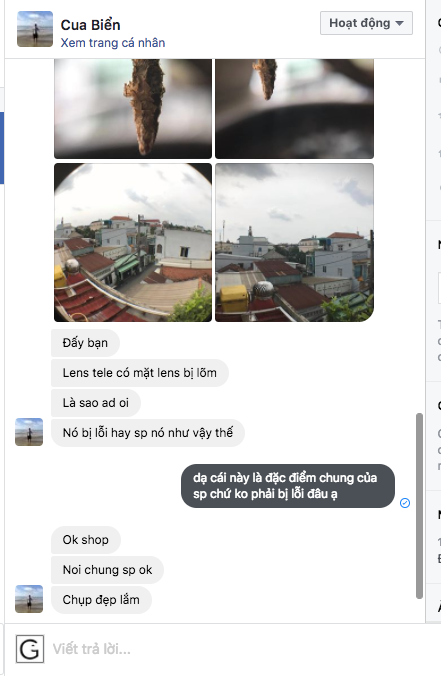 Cua Biển
Xem trang cá nhân
Hoạt động
Đấy bạn
Lens tele có mặt lens bị lõm
Là sao ad oi
Nó bị lỗi hay sp nó như vậy thế
dạ cái này là đặc điểm chung của
sp chứ ko phải bị lỗi đâu ạ
Ok shop
Noi chung sp ok
Chụp đẹp lắm
G
Viết trả lời...